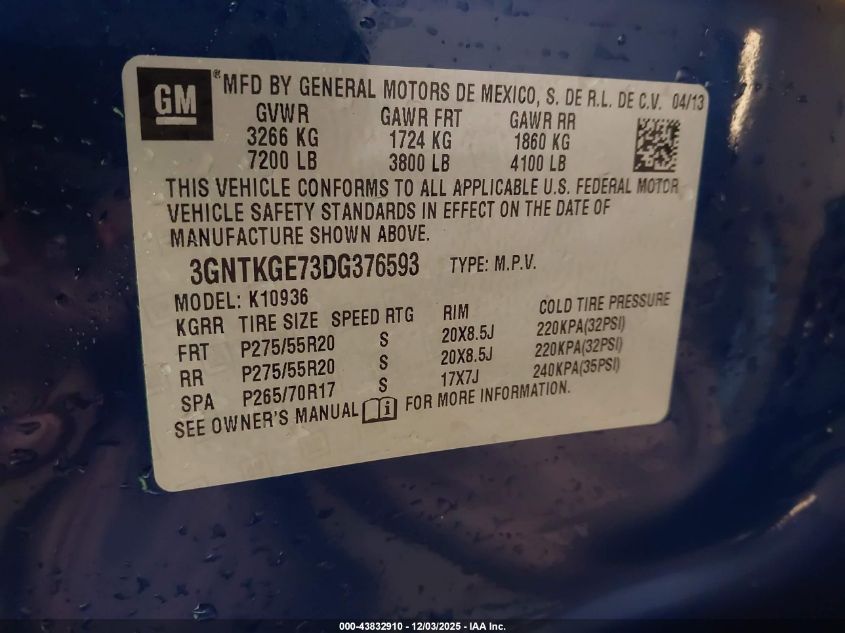 GM
® MFD BY GENERAL MOTORS DE MEXICO, S. DE R.L. DE C.V. 04/13
GVWR GAWR FRT GAWR RR
3266 KG 1724 KG 1860 KG
7200 LB 3800 LB 4100 LB
THIS VEHICLE CONFORMS TO ALL APPLICABLE U.S. FEDERAL MOTOR
VEHICLE SAFETY STANDARDS IN EFFECT ON THE DATE OF
MANUFACTURE SHOWN ABOVE.
3GNTKGE73DG376593 TYPE: M.P.V.
MODEL: K10936
KGRR TIRE SIZE SPEED RTG RIM COLD TIRE PRESSURE
FRT P275/55R20 S 20X8.5J 220KPA(32PSI)
RR P275/55R20 S 20X8.5J 220KPA(32PSI)
SPA P265/70R17 S 17X7J 240KPA(35PSI)
SEE OWNER'S MANUAL i FOR MORE INFORMATION.
000-43832910 - 12/03/2025 - IAA Inc.